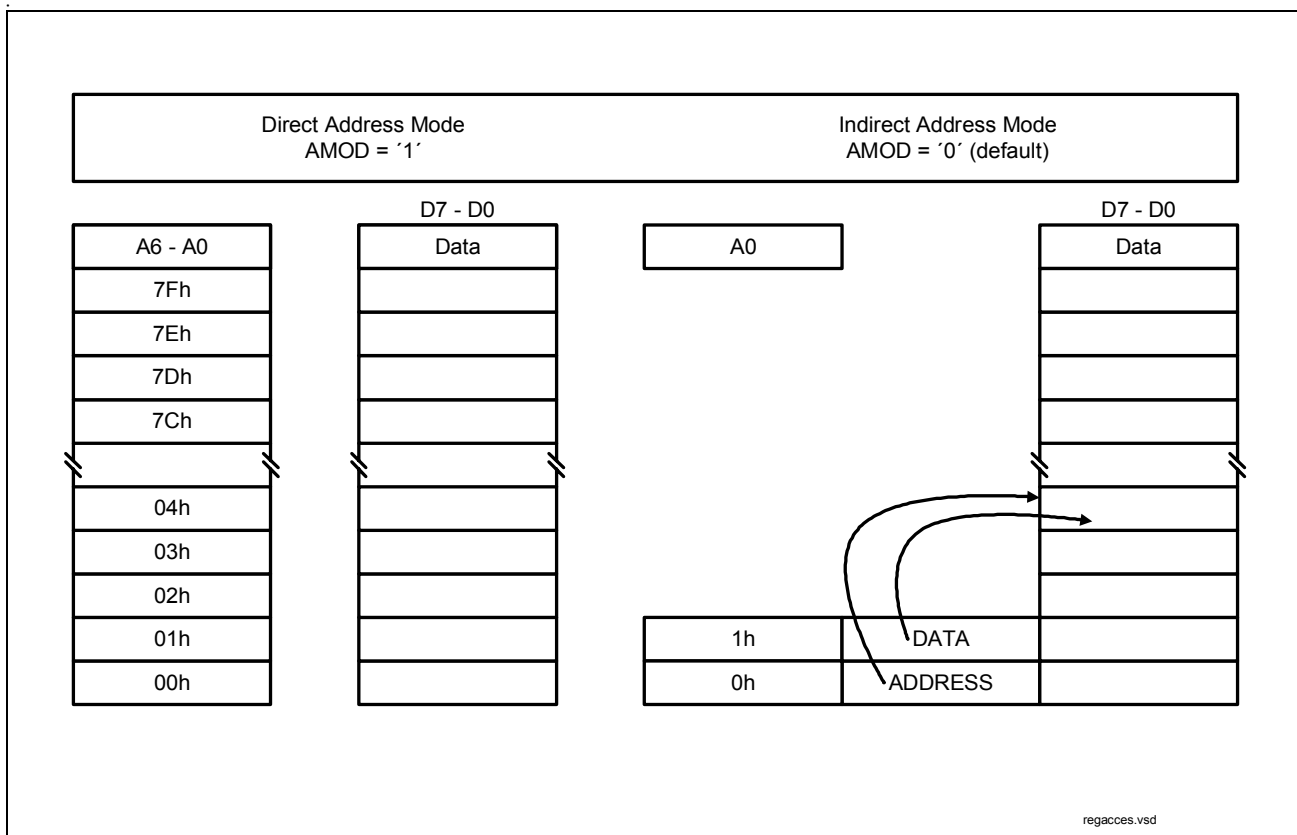 .
Direct Address Mode
AMOD = ´1´
Indirect Address Mode
AMOD = ´0´ (default)
D7 - D0
D7 - D0
A6 - A0
Data
A0
Data
7Fh
7Eh
7Dh
7Ch
04h
03h
02h
01h
1h
DATA
00h
0h
ADDRESS
regacces.vsd